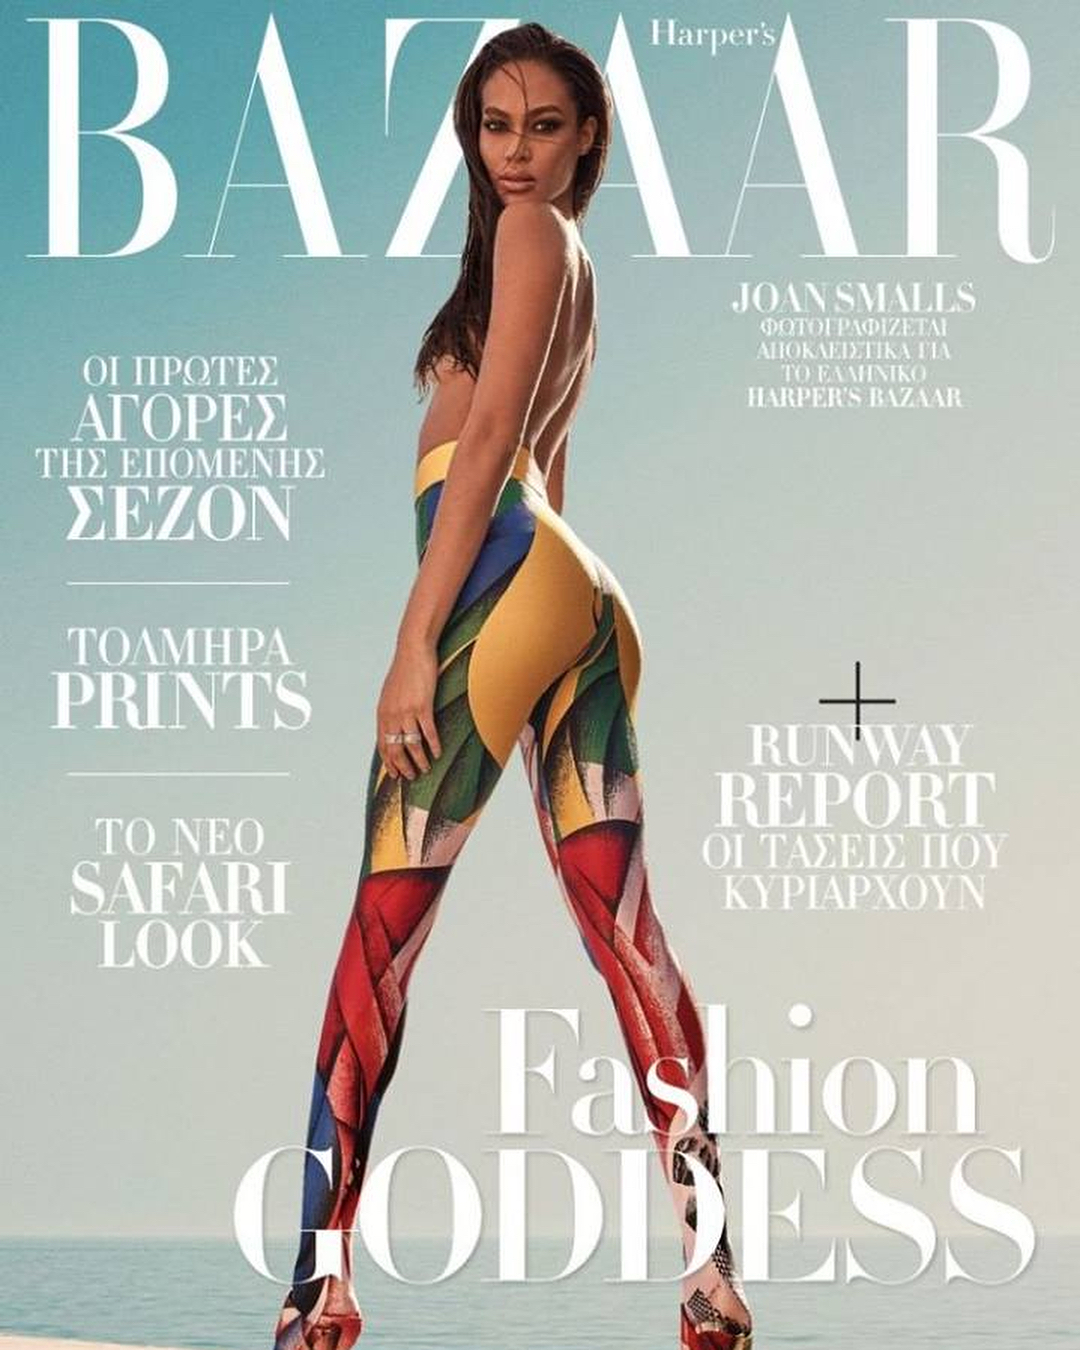 Harper's
BAZAAR
JOAN SMALLS
ΦΩΤΟΓΡΑΦΙΖΕΤΑΙ
ΑΠΟΚΛΕΙΣΤΙΚΑ ΓΙΑ
ΤΟ ΕΛΛΗΝΙΚΟ
HARPER'S BAZAAR
ΟΙ ΠΡΩΤΕΣ
ΑΓΟΡΕΣ
ΤΗΣ ΕΠΟΜΕΝΗΣ
ΣΕΖΟΝ
ΤΟΛΜΗΡΑ
PRINTS
ΤΟ ΝΕΟ
SAFARI
LOOK
+
RUNWAY
REPORT
ΟΙ ΤΑΣΕΙΣ ΠΟΥ
ΚΥΡΙΑΡΧΟΥΝ
Fashion
GODDESS